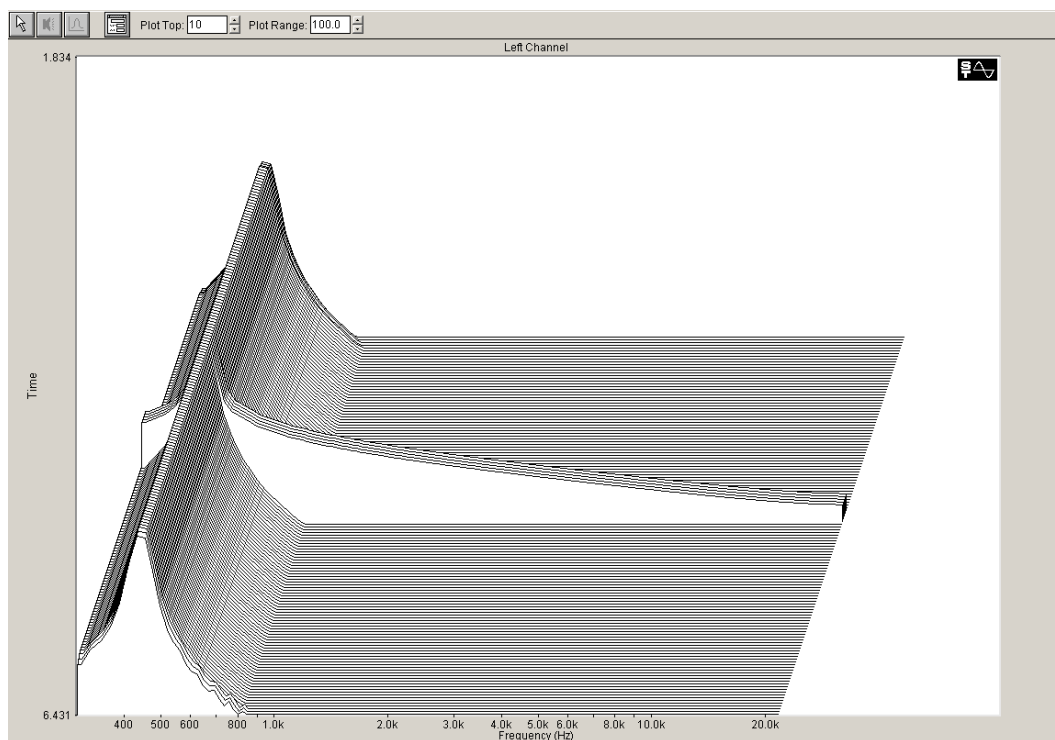 Plot Top: 10 Plot Range: 100.0
Left Channel
1.834
ST
Time
6.431
400 500 600 800 1.0k 2.0k 3.0k 4.0k 5.0k 6.0k 8.0k 10.0k 20.0k
Frequency (Hz)